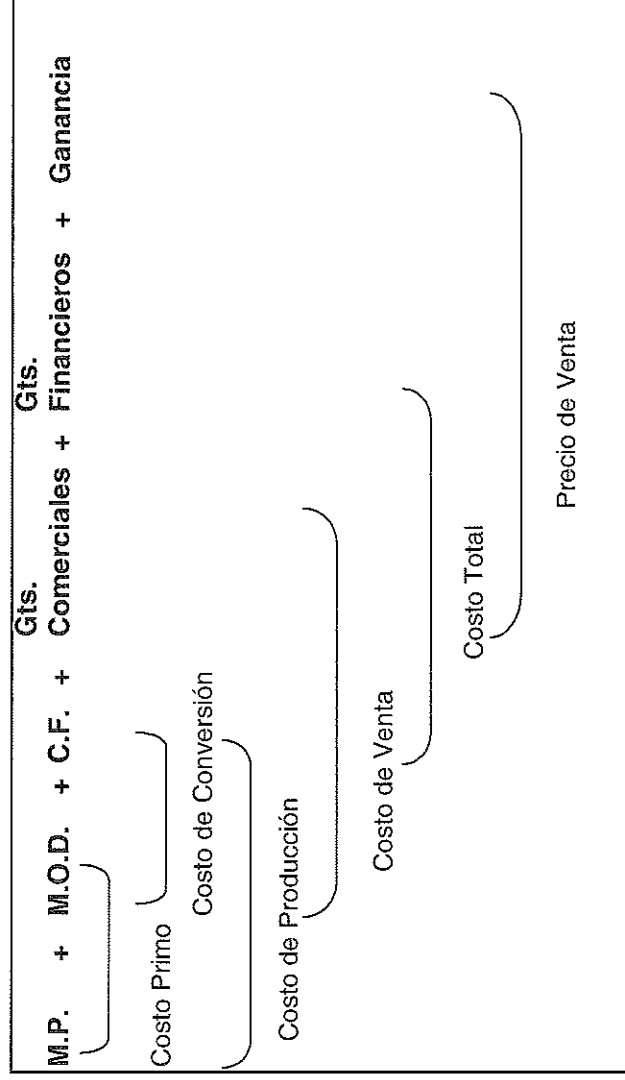 Gts. Gts.
M.P. + M.O.D. + C.F. + Comerciales + Financieros + Ganancia
Costo Primo
Costo de Conversión
Costo de Producción
Costo de Venta
Costo Total
Precio de Venta